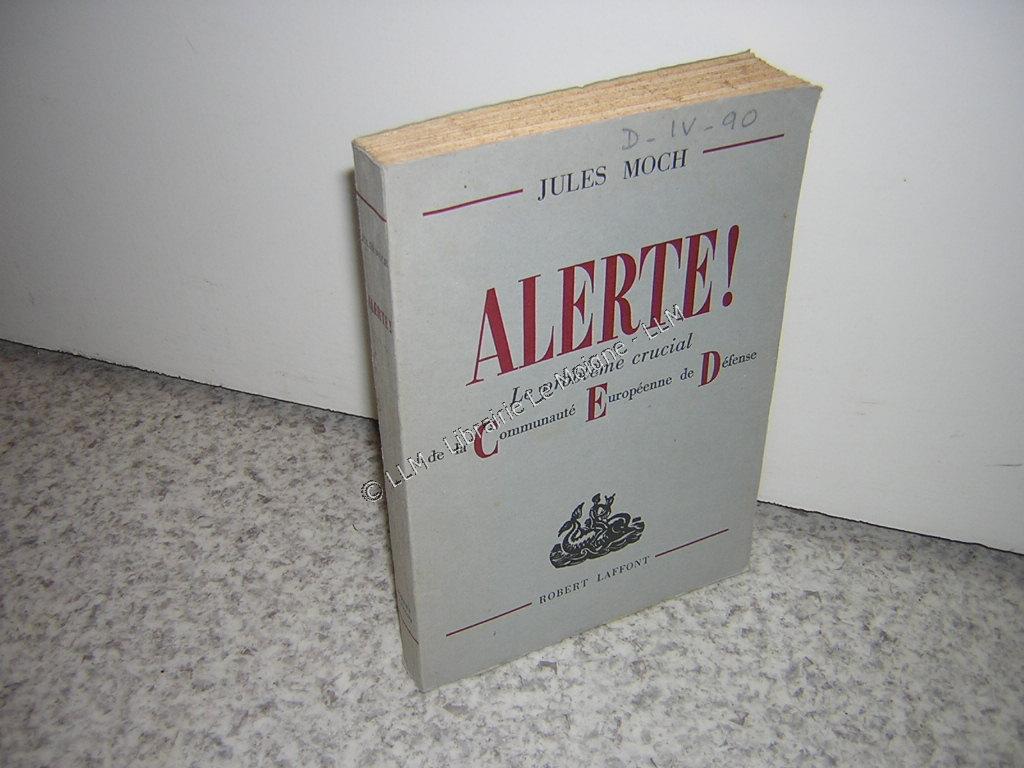 D-IV-90
JULES MOCH
ALERTE!
Le problème crucial
de la Communauté Européenne de Défense
ROBERT LAFFONT
ALERTE!
© LLM - Librairie Le Moigne - LLM